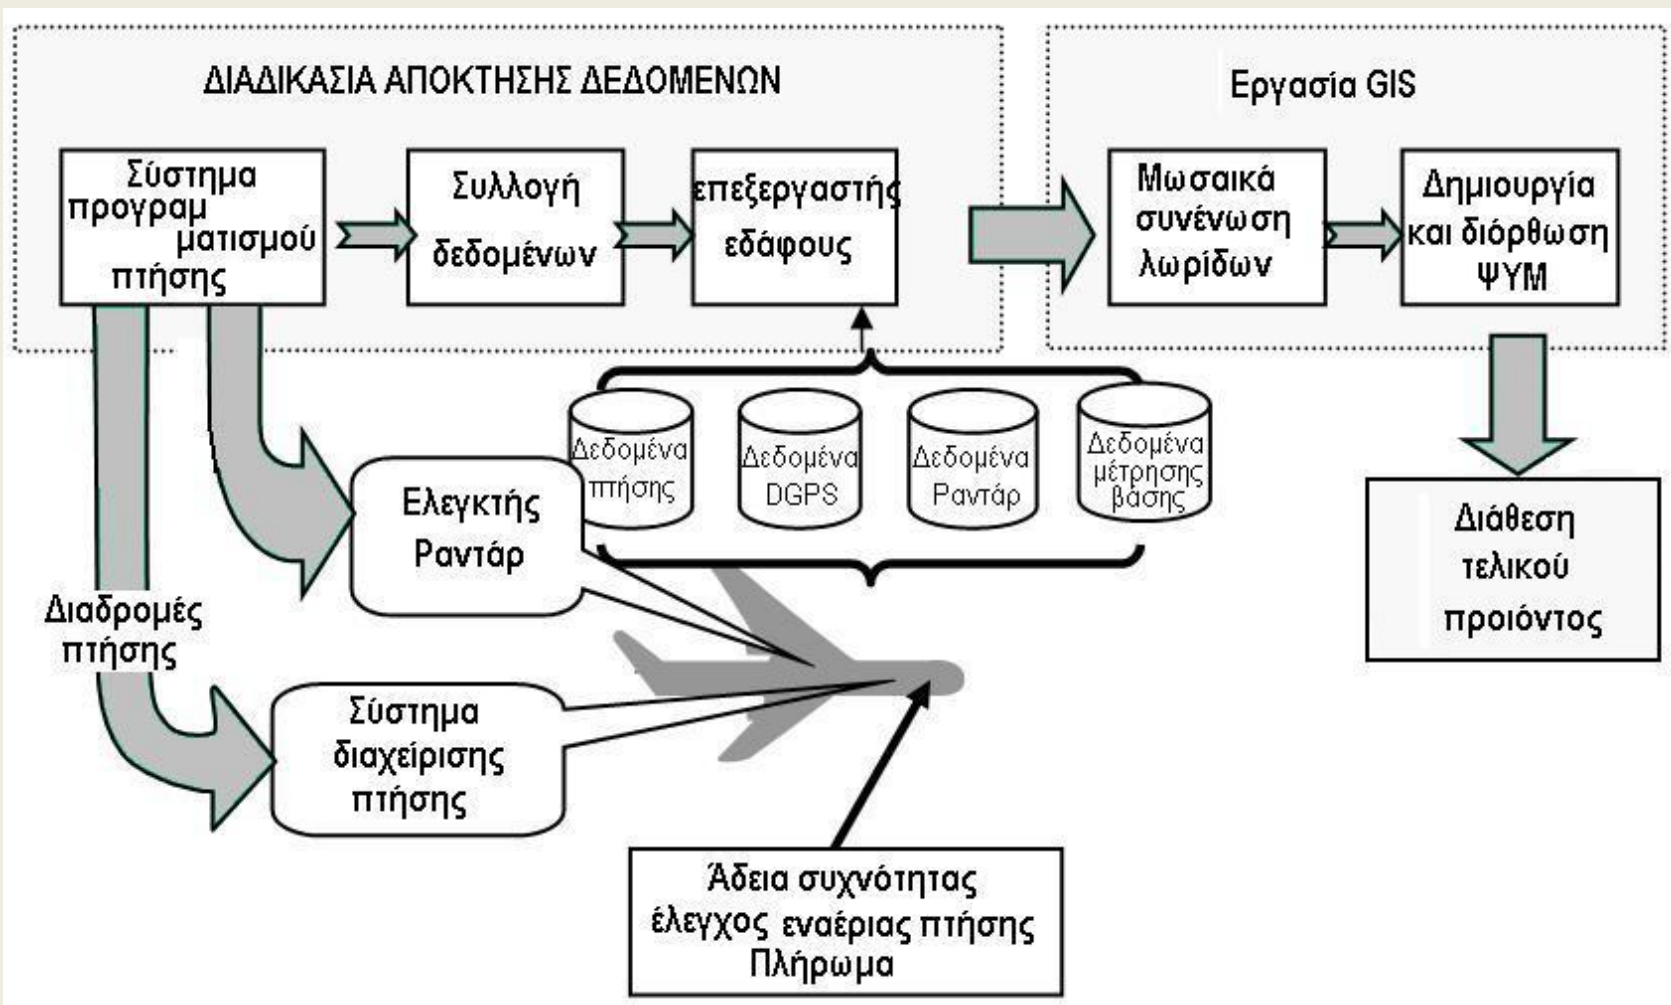 ΔΙΑΔΙΚΑΣΙΑ ΑΠΟΚΤΗΣΗΣ ΔΕΔΟΜΕΝΩΝ
Σύστημα
προγραμ
ματισμού
πτήσης
Συλλογή
δεδομένων
επεξεργαστής
εδάφους
Εργασία GIS
Μωσαικά
συνένωση
λωρίδων
Δημιουργία
και διόρθωση
ΨΥΜ
Δεδομένα
πτήσης
Δεδομένα
DGPS
Δεδομένα
Ραντάρ
Δεδομένα
μέτρησης
βάσης
Ελεγκτής
Ραντάρ
Διάθεση
τελικού
προιόντος
Διαδρομές
πτήσης
Σύστημα
διαχείρισης
πτήσης
Άδεια συχνότητας
έλεγχος εναέριας πτήσης
Πλήρωμα